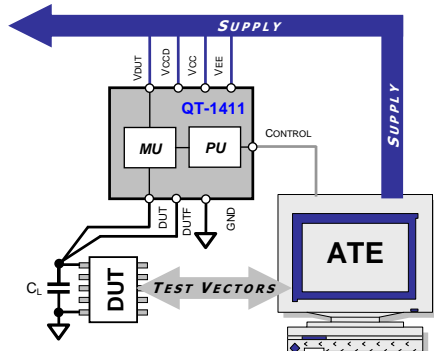 SUPPLY
VDUT
VCCD
VCC
VEE
SUPPLY
QT-1411
MU
PU
CONTROL
DUT
DUTF
GND
ATE
CL
DUT
TEST VECTORS